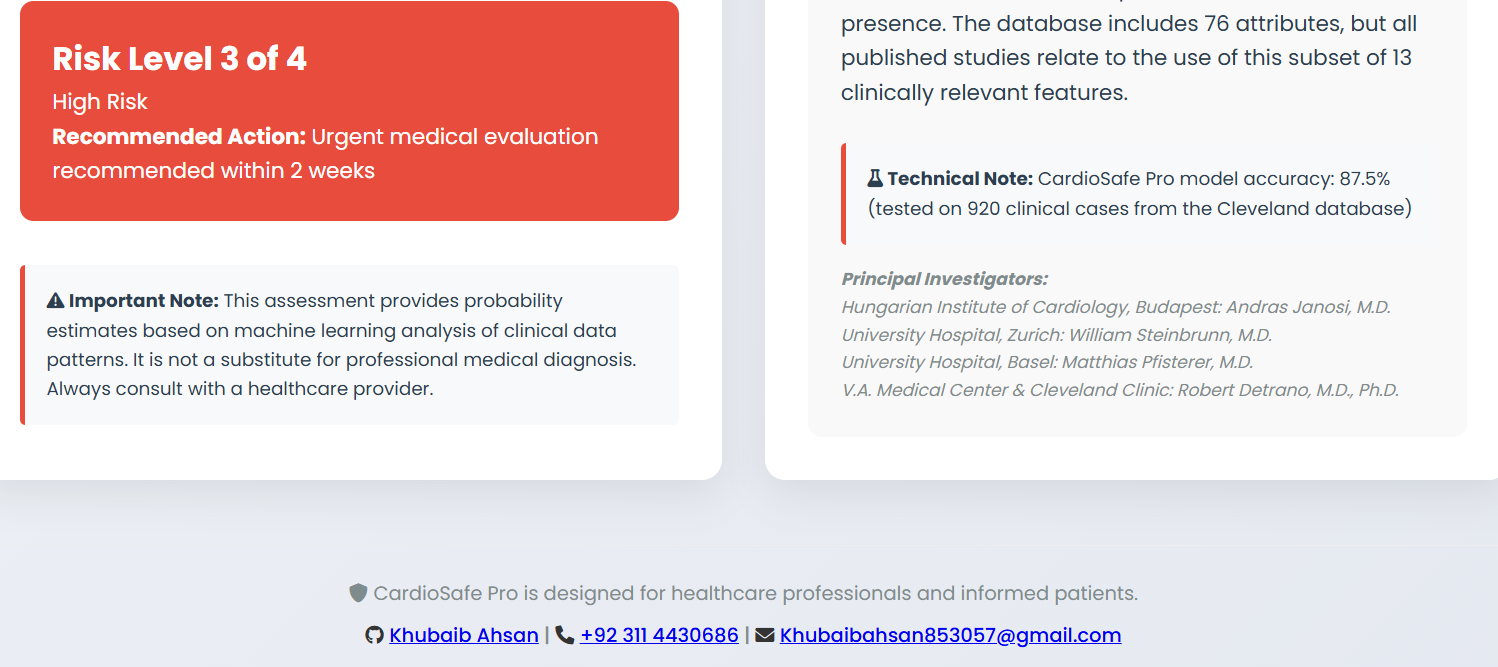 Risk Level 3 of 4
High Risk
Recommended Action: Urgent medical evaluation
recommended within 2 weeks
Important Note: This assessment provides probability
estimates based on machine learning analysis of clinical data
patterns. It is not a substitute for professional medical diagnosis.
Always consult with a healthcare provider.
presence. The database includes 76 attributes, but all
published studies relate to the use of this subset of 13
clinically relevant features.
Technical Note: CardioSafe Pro model accuracy: 87.5%
(tested on 920 clinical cases from the Cleveland database)
Principal Investigators:
Hungarian Institute of Cardiology, Budapest: Andras Janosi, M.D.
University Hospital, Zurich: William Steinbrunn, M.D.
University Hospital, Basel: Matthias Pfisterer, M.D.
V.A. Medical Center & Cleveland Clinic: Robert Detrano, M.D., Ph.D.
CardioSafe Pro is designed for healthcare professionals and informed patients.
Khubaib Ahsan | +92 311 4430686 | Khubaibahsan853057@gmail.com